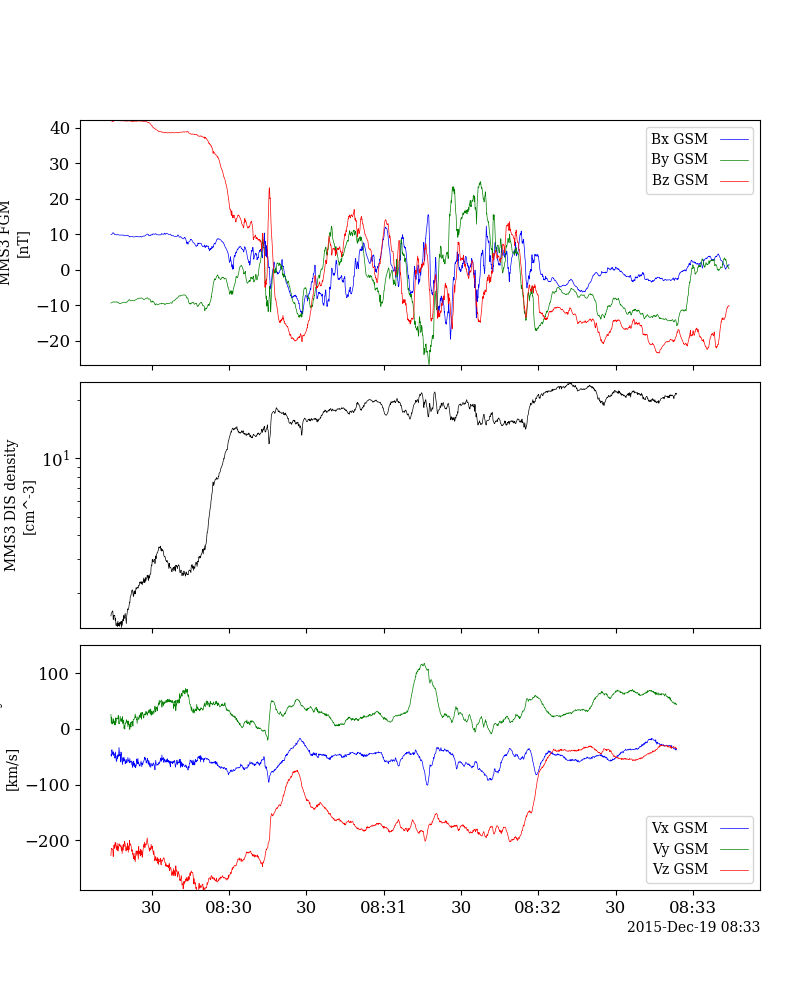 40
30
20
10
0
−10
−20
MMS3 FGM
[nT]
Bx GSM
By GSM
Bz GSM
10¹
MMS3 DIS density
[cm^-3]
100
0
−100
−200
[km/s]
Vx GSM
Vy GSM
Vz GSM
30 08:30 30 08:31 30 08:32 30 08:33
2015-Dec-19 08:33